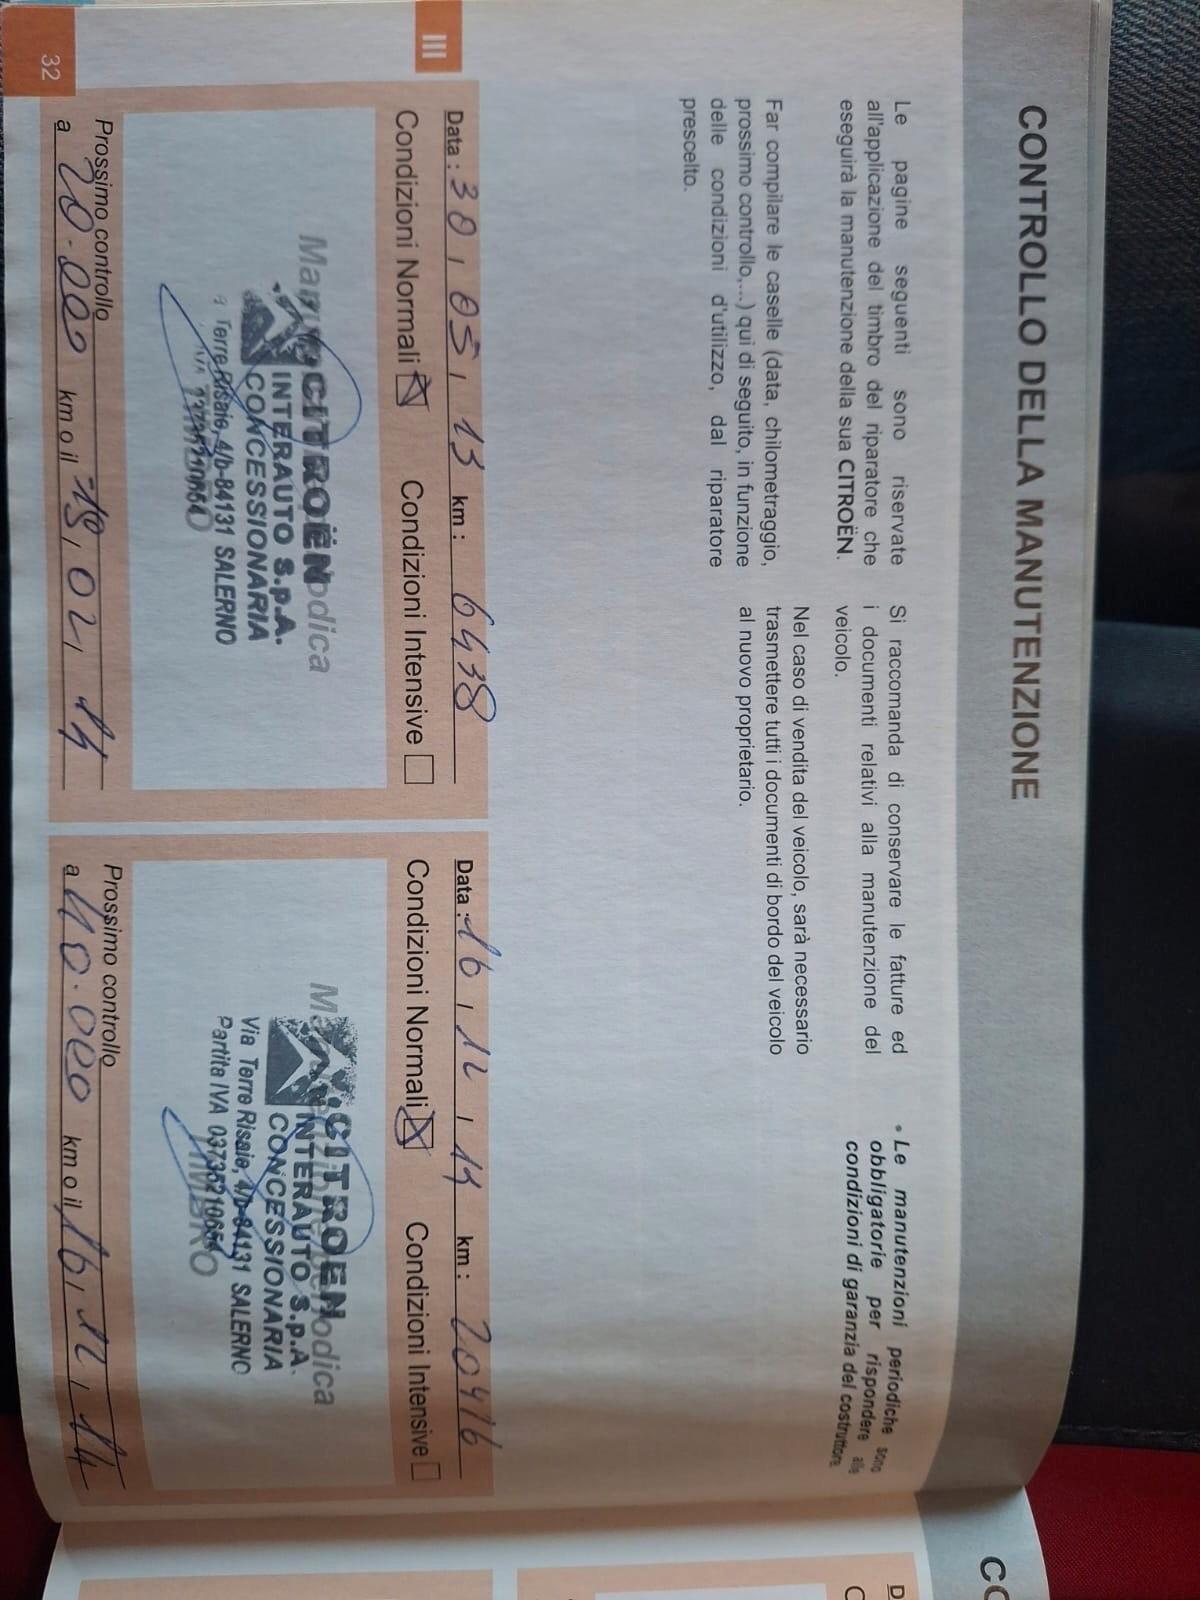 CONTROLLO DELLA MANUTENZIONE
Le pagine seguenti sono riservate
all'applicazione del timbro del riparatore che
eseguirà la manutenzione della sua CITROËN.
Far compilare le caselle (data, chilometraggio,
prossimo controllo,...) qui di seguito, in funzione
delle condizioni d'utilizzo, dal riparatore
prescelto.
Si raccomanda di conservare le fatture ed
i documenti relativi alla manutenzione del
veicolo.
Nel caso di vendita del veicolo, sarà necessario
trasmettere tutti i documenti di bordo del veicolo
al nuovo proprietario.
• Le manutenzioni periodiche sono
obbligatorie per rispondere alle
condizioni di garanzia del costruttore.
III
Data : 30, 05, 13 km : 6438
Condizioni Normali Condizioni Intensive
CITROËN
INTERAUTO S.p.A.
CONCESSIONARIA
Terre Risaie, 4/b-84131 SALERNO
Prossimo controllo
a 20.000 km o il 02, 14
Data : 16, 12, 14 km : 20416
Condizioni Normali Condizioni Intensive
CITROEN
INTERAUTO S.p.A.
CONCESSIONARIA
Via Terre Risaie, 4/b-84131 SALERNO
Partita IVA
TIMBRO
Prossimo controllo
a 40.000 km o il 16, 12, 14
32
CO
D
C